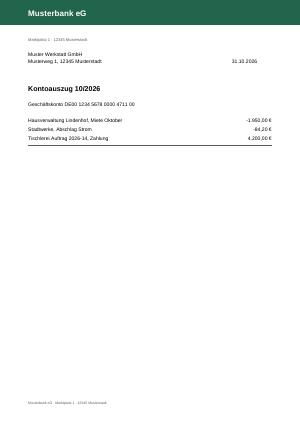 Musterbank eG
Marktplatz 1 · 12345 Musterstadt
Muster Werkstatt GmbH
Musterweg 1, 12345 Musterstadt 31.10.2026
Kontoauszug 10/2026
Geschäftskonto DE00 1234 5678 0000 4711 00
Hausverwaltung Lindenhof, Miete Oktober -1.950,00 €
Stadtwerke, Abschlag Strom -84,20 €
Tischlerei Auftrag 2026-14, Zahlung 4.200,00 €
Musterbank eG · Marktplatz 1 · 12345 Musterstadt